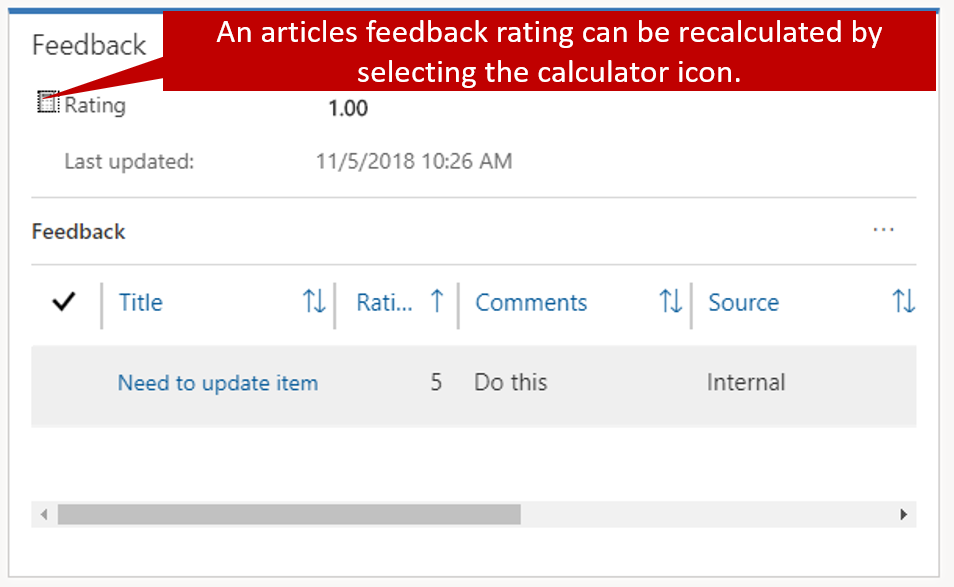 Feedback
An articles feedback rating can be recalculated by
selecting the calculator icon.
Rating 1.00
Last updated: 11/5/2018 10:26 AM
Feedback ...
Title Rati... Comments Source
Need to update item 5 Do this Internal